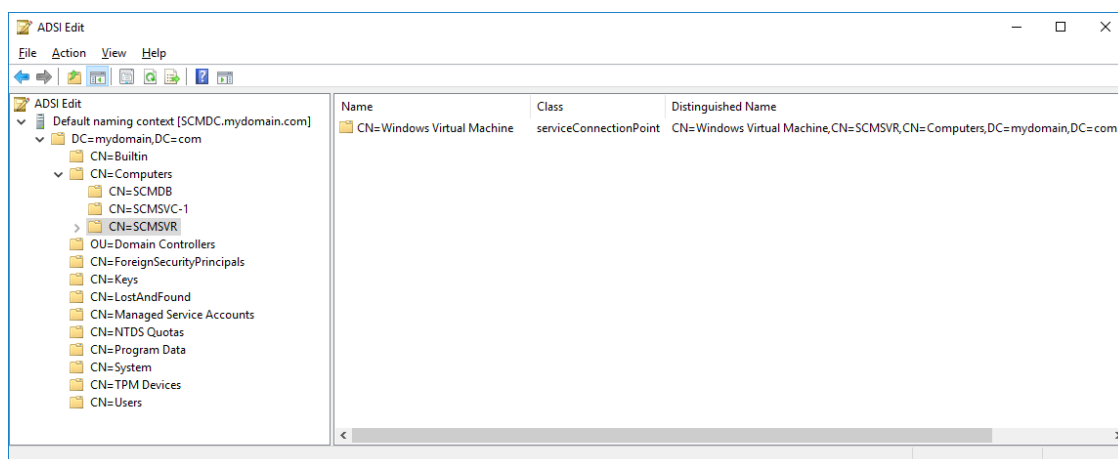 ADSI Edit
File Action View Help
ADSI Edit
Default naming context [SCMDC.mydomain.com]
DC=mydomain,DC=com
CN=Builtin
CN=Computers
CN=SCMDB
CN=SCMSVC-1
CN=SCMSVR
OU=Domain Controllers
CN=ForeignSecurityPrincipals
CN=Keys
CN=LostAndFound
CN=Managed Service Accounts
CN=NTDS Quotas
CN=Program Data
CN=System
CN=TPM Devices
CN=Users
Name Class Distinguished Name
CN=Windows Virtual Machine serviceConnectionPoint CN=Windows Virtual Machine,CN=SCMSVR,CN=Computers,DC=mydomain,DC=com